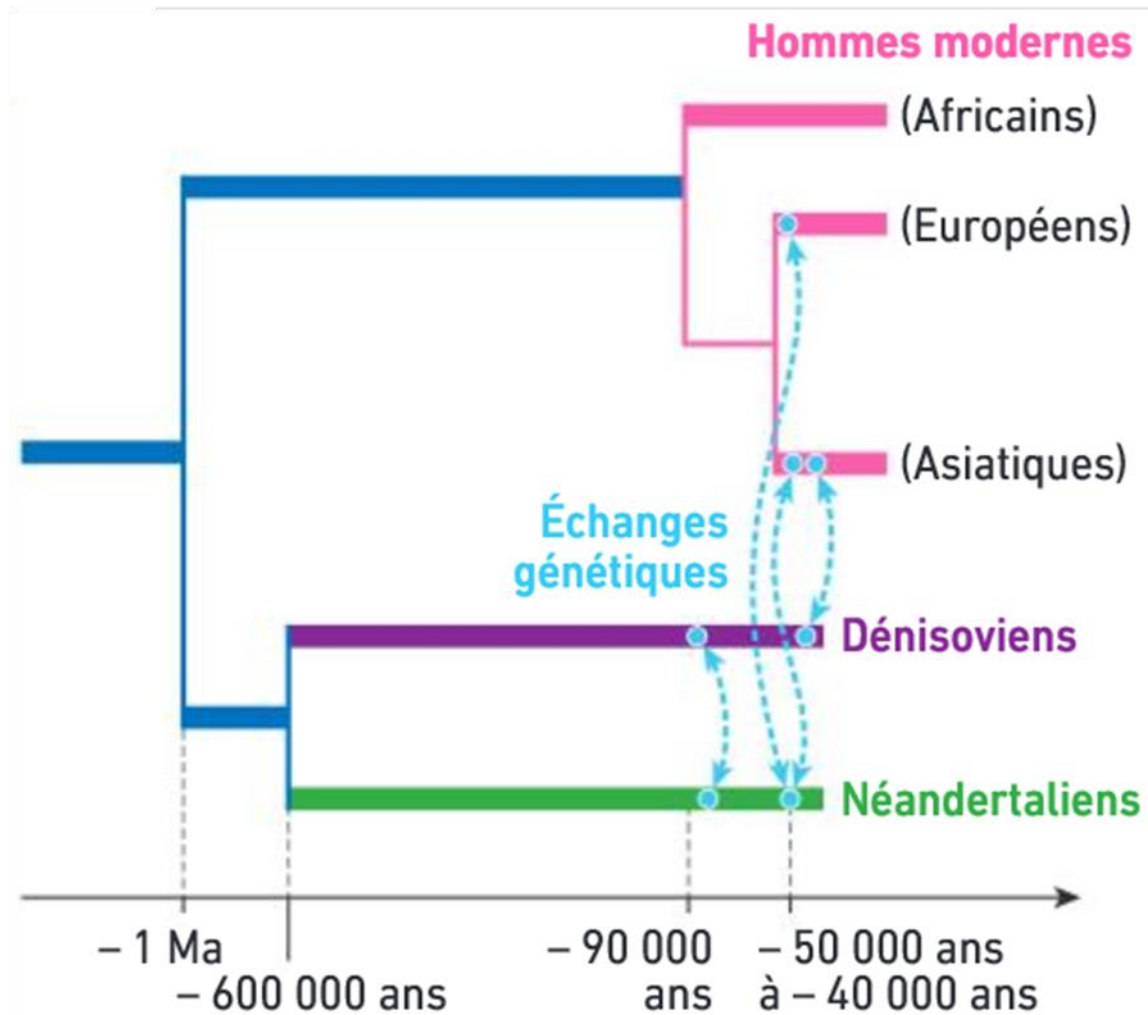 Hommes modernes
(Africains)
(Européens)
(Asiatiques)
Échanges
génétiques
Dénisoviens
Néandertaliens
– 1 Ma
– 600 000 ans
– 90 000
ans
– 50 000 ans
à – 40 000 ans